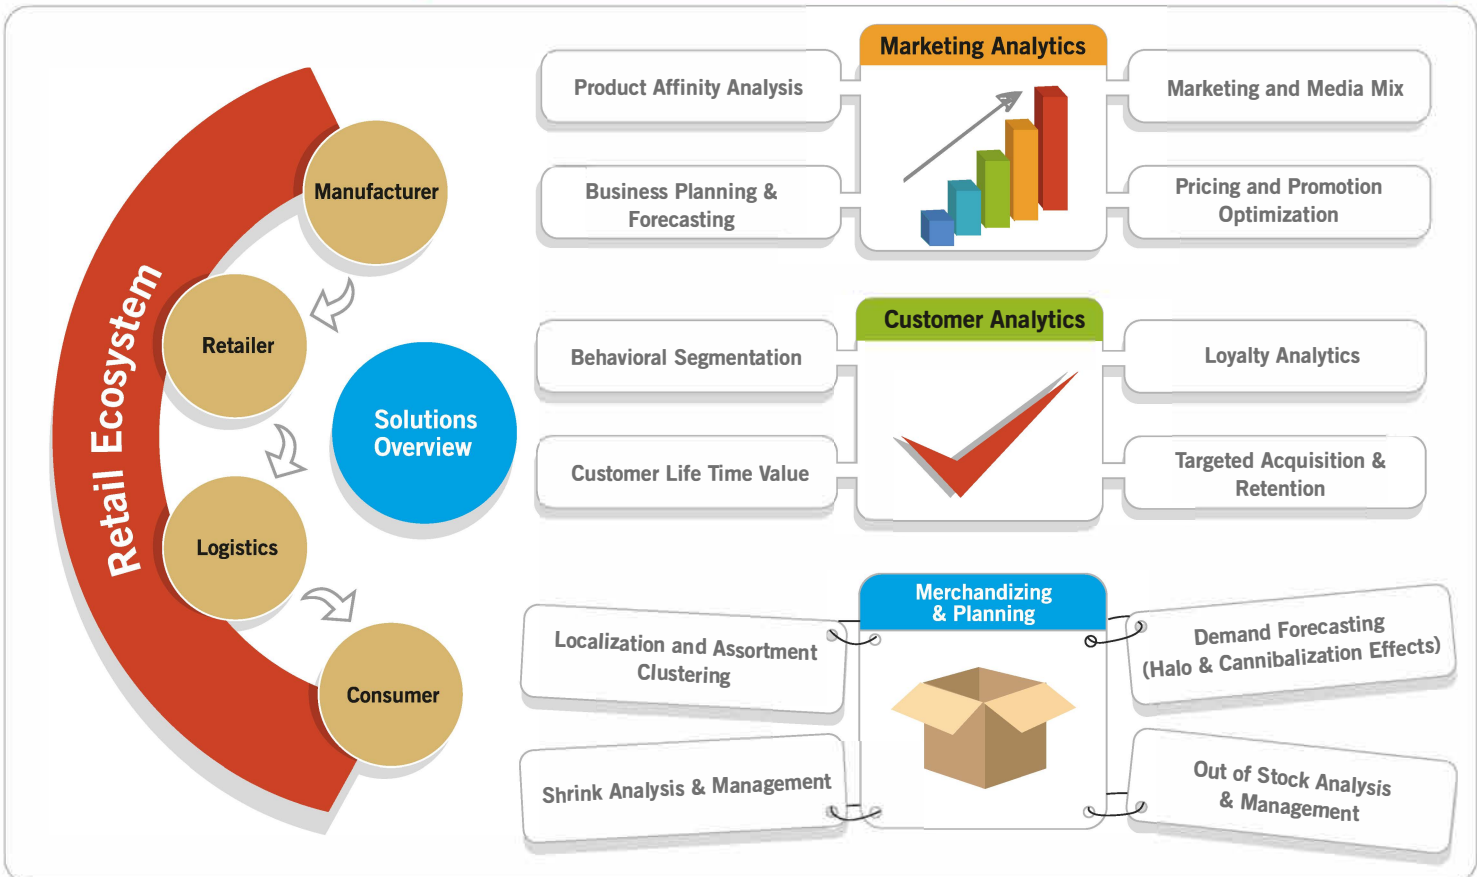 Retail Ecosystem
Manufacturer
Retailer
Logistics
Consumer
Solutions
Overview
Marketing Analytics
Product Affinity Analysis
Marketing and Media Mix
Business Planning &
Forecasting
Pricing and Promotion
Optimization
Customer Analytics
Behavioral Segmentation
Loyalty Analytics
Customer Life Time Value
Targeted Acquisition &
Retention
Merchandizing
& Planning
Localization and Assortment
Clustering
Demand Forecasting
(Halo & Cannibalization Effects)
Shrink Analysis & Management
Out of Stock Analysis
& Management